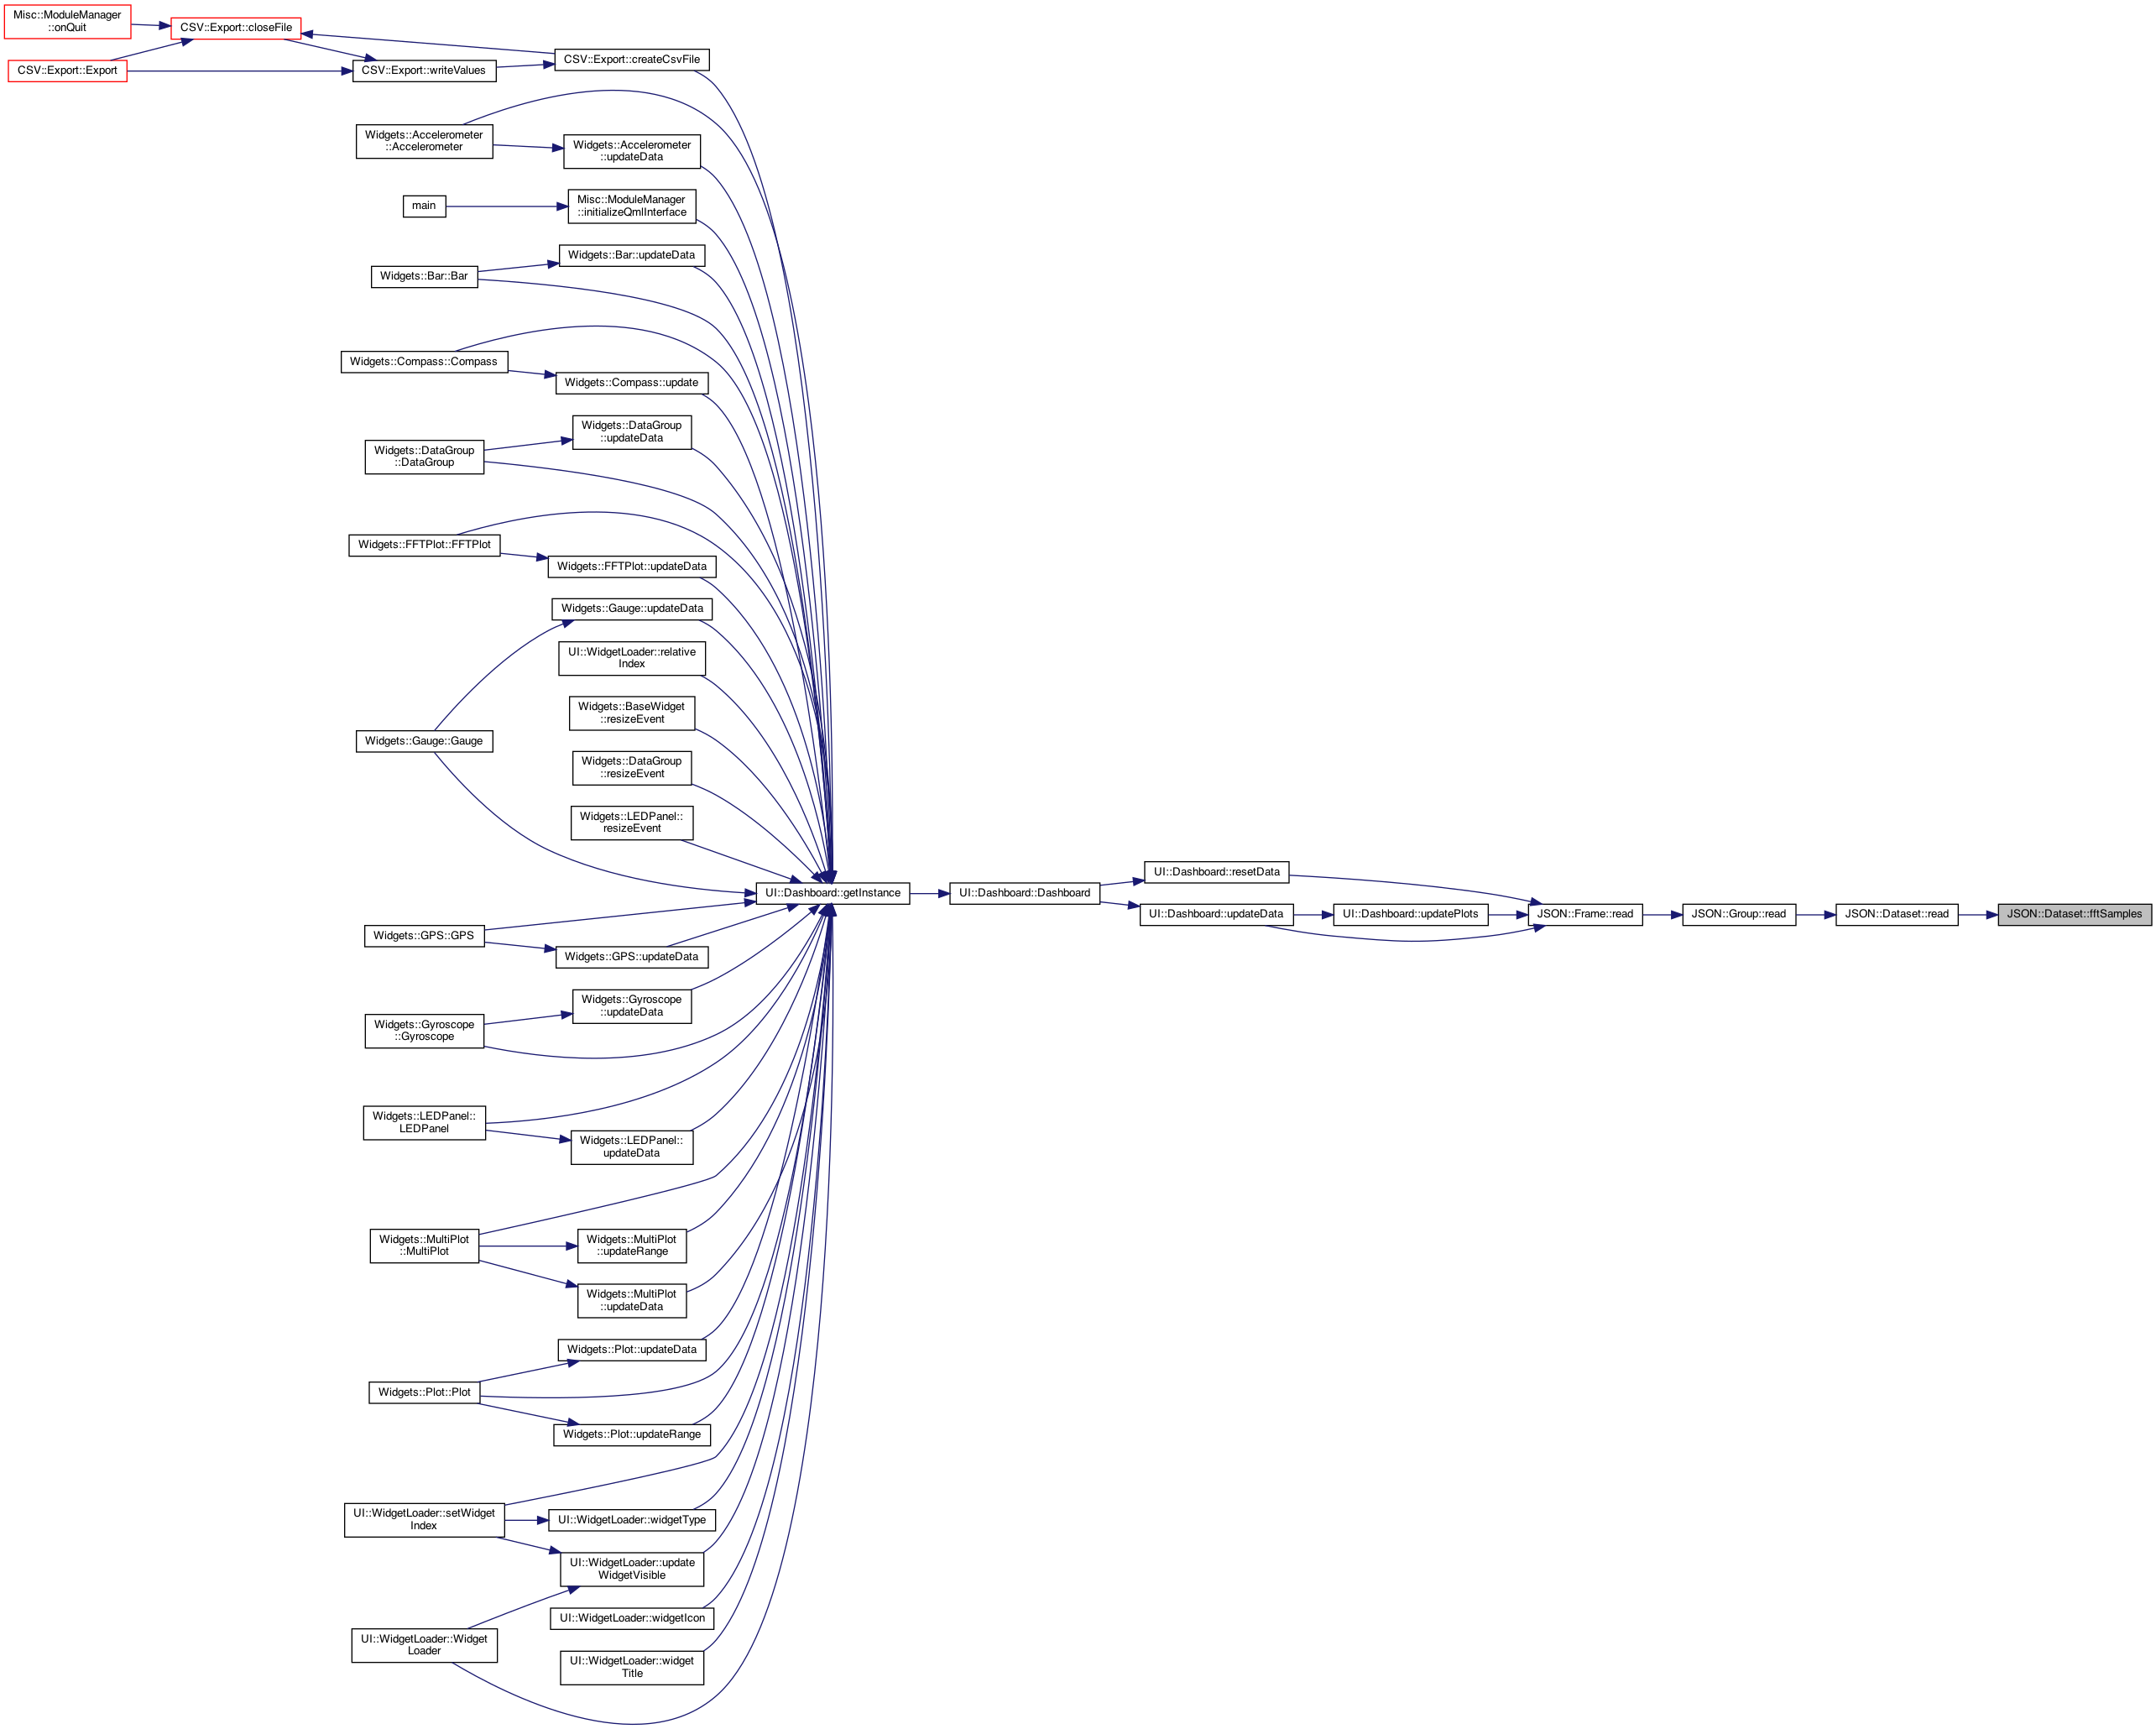 Misc::ModuleManager
::onQuit
CSV::Export::closeFile
CSV::Export::Export
CSV::Export::writeValues
CSV::Export::createCsvFile
Widgets::Accelerometer
::Accelerometer
Widgets::Accelerometer
::updateData
main
Misc::ModuleManager
::initializeQmlInterface
Widgets::Bar::updateData
Widgets::Bar::Bar
Widgets::Compass::Compass
Widgets::Compass::update
Widgets::DataGroup
::updateData
Widgets::DataGroup
::DataGroup
Widgets::FFTPlot::FFTPlot
Widgets::FFTPlot::updateData
Widgets::Gauge::updateData
UI::WidgetLoader::relative
Index
Widgets::BaseWidget
::resizeEvent
Widgets::Gauge::Gauge
Widgets::DataGroup
::resizeEvent
Widgets::LEDPanel::
resizeEvent
UI::Dashboard::getInstance
UI::Dashboard::Dashboard
UI::Dashboard::resetData
UI::Dashboard::updateData
UI::Dashboard::updatePlots
JSON::Frame::read
JSON::Group::read
JSON::Dataset::read
JSON::Dataset::fftSamples
Widgets::GPS::GPS
Widgets::GPS::updateData
Widgets::Gyroscope
::updateData
Widgets::Gyroscope
::Gyroscope
Widgets::LEDPanel::
LEDPanel
Widgets::LEDPanel::
updateData
Widgets::MultiPlot
::MultiPlot
Widgets::MultiPlot
::updateRange
Widgets::MultiPlot
::updateData
Widgets::Plot::updateData
Widgets::Plot::Plot
Widgets::Plot::updateRange
UI::WidgetLoader::setWidget
Index
UI::WidgetLoader::widgetType
UI::WidgetLoader::update
WidgetVisible
UI::WidgetLoader::widgetIcon
UI::WidgetLoader::Widget
Loader
UI::WidgetLoader::widget
Title